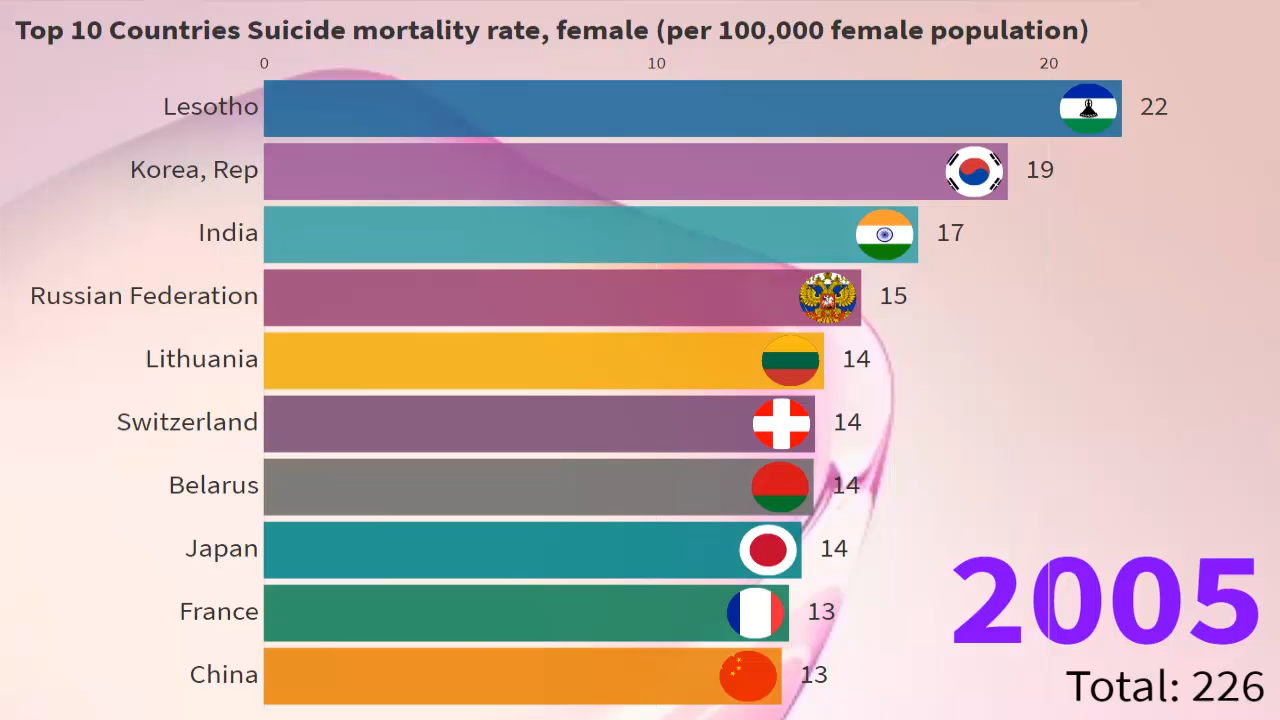 Top 10 Countries Suicide mortality rate, female (per 100,000 female population)
0 10 20
Lesotho 22
Korea, Rep 19
India 17
Russian Federation 15
Lithuania 14
Switzerland 14
Belarus 14
Japan 14
France 13
China 13
2005
Total: 226